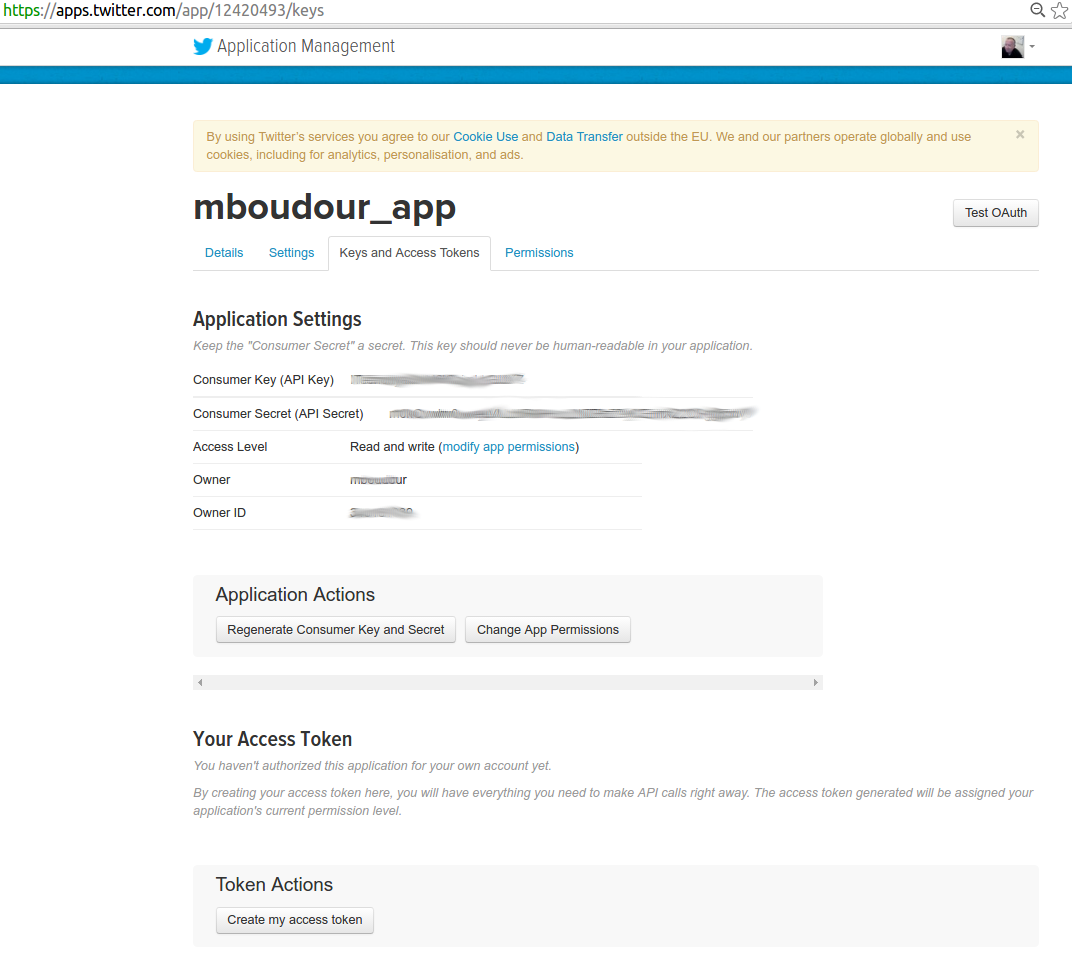 https://apps.twitter.com/app/12420493/keys
Application Management
By using Twitter's services you agree to our Cookie Use and Data Transfer outside the EU. We and our partners operate globally and use
cookies, including for analytics, personalisation, and ads.
×
mboudour_app
Test OAuth
Details Settings Keys and Access Tokens Permissions
Application Settings
Keep the "Consumer Secret" a secret. This key should never be human-readable in your application.
Consumer Key (API Key)
Consumer Secret (API Secret)
Access Level Read and write (modify app permissions)
Owner
Owner ID
Application Actions
Regenerate Consumer Key and Secret Change App Permissions
Your Access Token
You haven't authorized this application for your own account yet.
By creating your access token here, you will have everything you need to make API calls right away. The access token generated will be assigned your
application's current permission level.
Token Actions
Create my access token